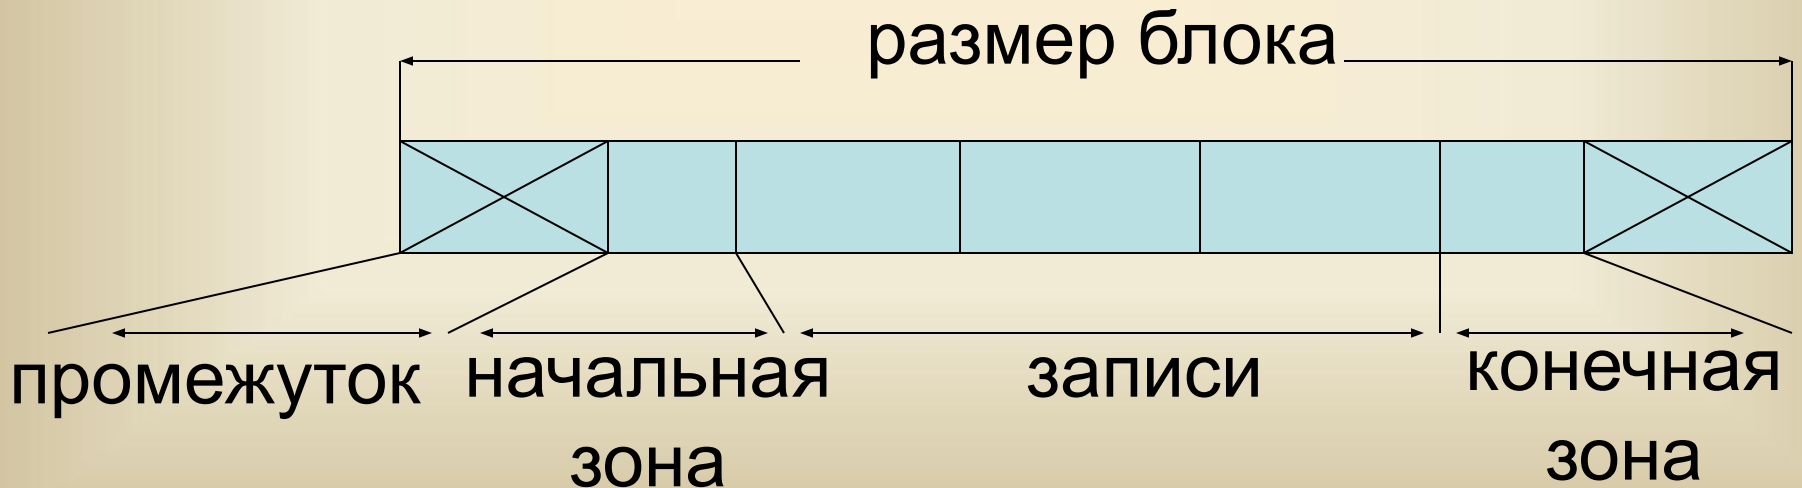 размер блока
промежуток начальная записи конечная
зона зона